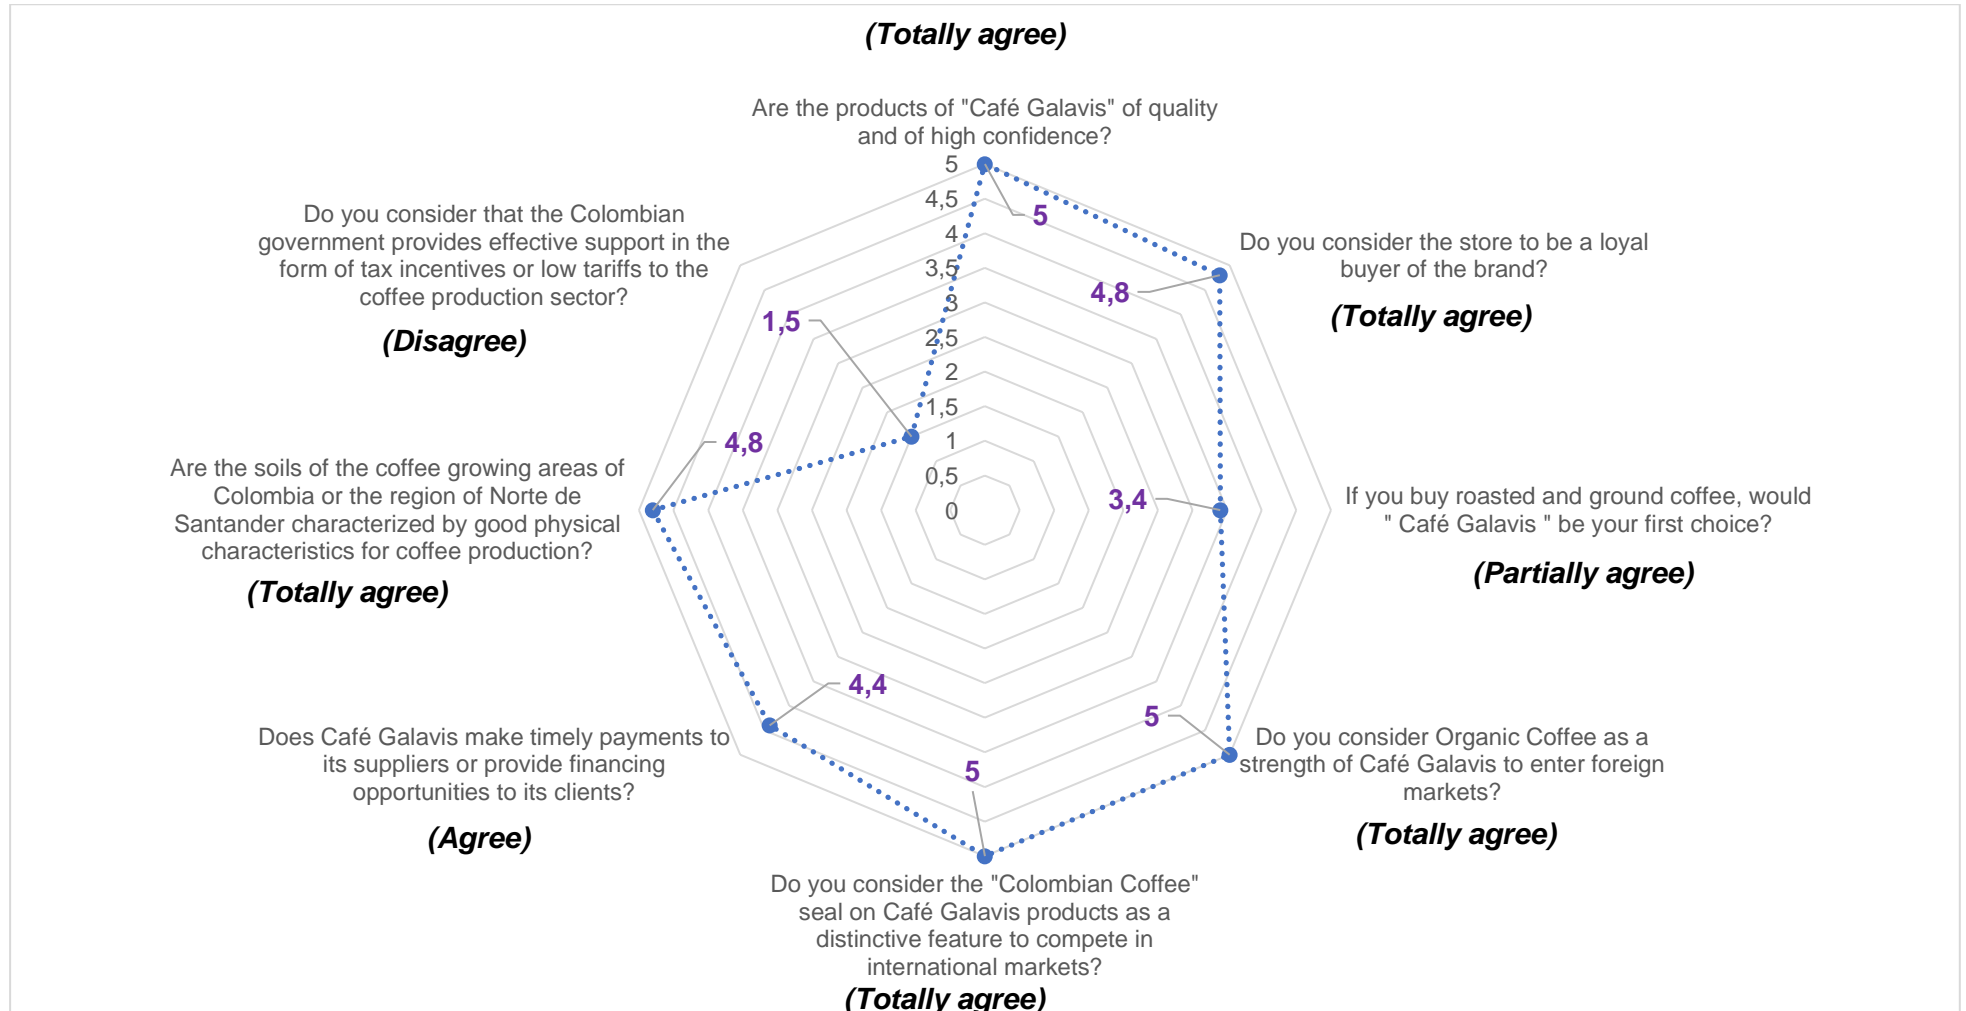 (Totally agree)
Are the products of "Café Galavis" of quality
and of high confidence?
5
4,5
4
3,5
3
2,5
2
1,5
1
0,5
0
5
Do you consider the store to be a loyal
buyer of the brand?
4,8
(Totally agree)
If you buy roasted and ground coffee, would
" Café Galavis " be your first choice?
3,4
(Partially agree)
Do you consider Organic Coffee as a
strength of Café Galavis to enter foreign
markets?
5
(Totally agree)
5
Do you consider the "Colombian Coffee"
seal on Café Galavis products as a
distinctive feature to compete in
international markets?
(Totally agree)
4,4
Does Café Galavis make timely payments to
its suppliers or provide financing
opportunities to its clients?
(Agree)
4,8
Are the soils of the coffee growing areas of
Colombia or the region of Norte de
Santander characterized by good physical
characteristics for coffee production?
(Totally agree)
Do you consider that the Colombian
government provides effective support in the
form of tax incentives or low tariffs to the
coffee production sector?
1,5
(Disagree)